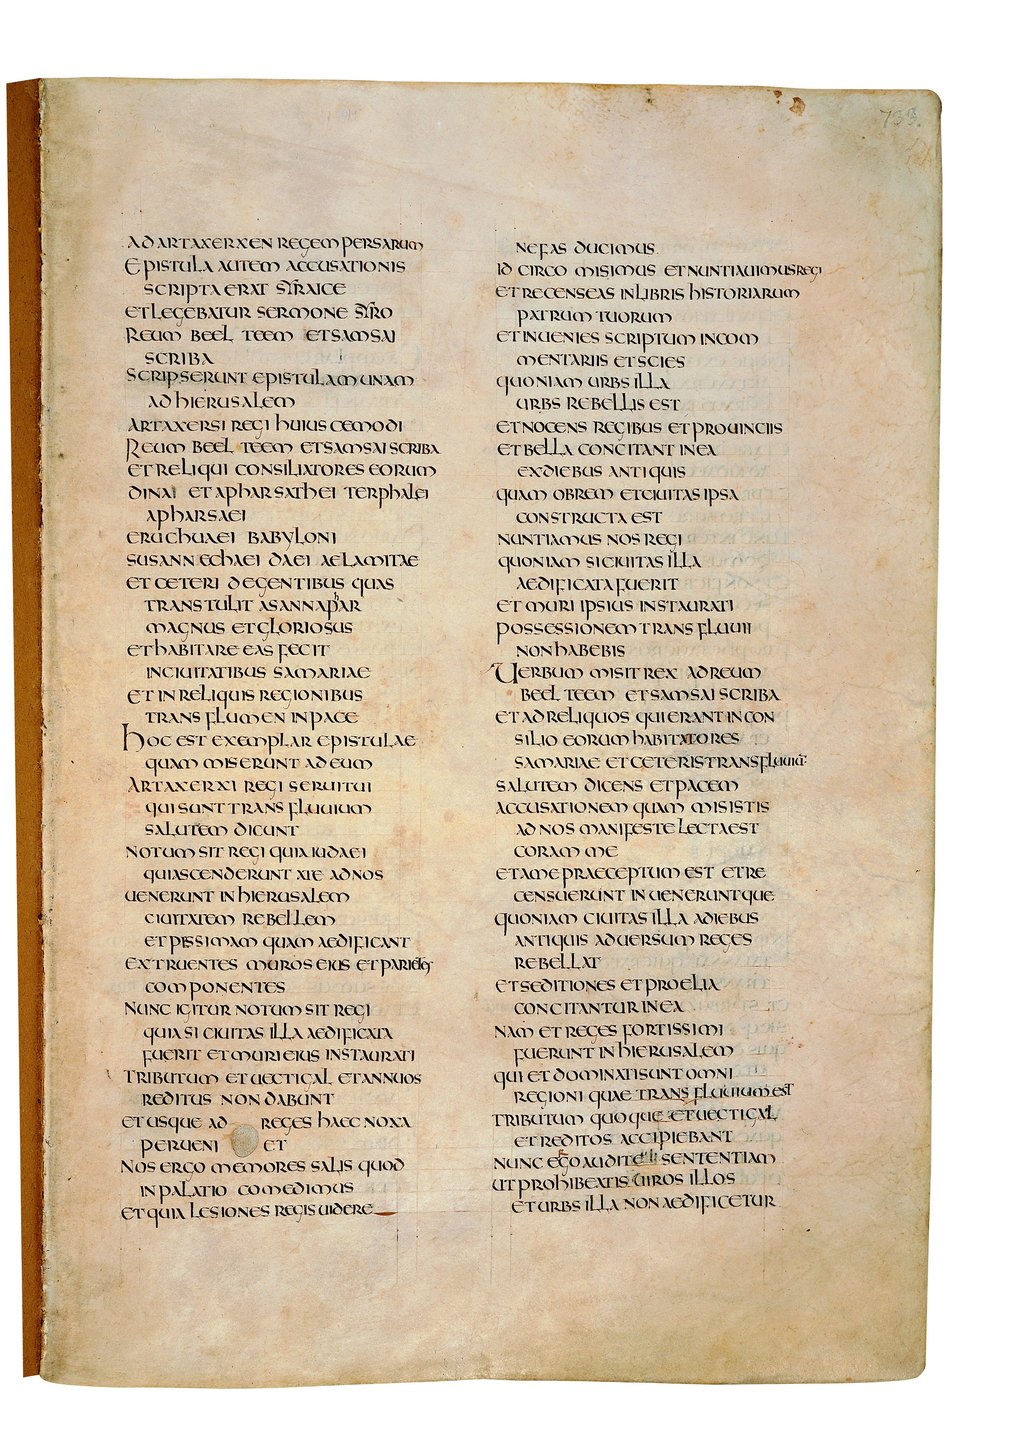 733.
AD ARTAXERXEN REGEM PERSARUM
EPISTULA AUTEM ACCUSATIONIS
SCRIPTA ERAT SYRAICE
ET LEGEBATUR SERMONE SYRO
REUM BEEL TEEM ET SAMSAI
SCRIBA
SCRIPSERUNT EPISTULAM UNAM
AD HIERUSALEM
ARTAXERSI REGI HUIUSCEMODI
REUM BEEL TEEM ET SAMSAI SCRIBA
ET RELIQUI CONSILIATORES EORUM
DINAI ET APHARSATHEI TERPHALEI
APHARSAEI
ERUCHUAEI BABYLONI
SUSANNECHAEI DAEI AELAMITAE
ET CETERI DE GENTIBUS QUAS
TRANSTULIT ASANNAPAR
MAGNUS ET GLORIOSUS
ET HABITARE EAS FECIT
IN CIUITATIBUS SAMARIAE
ET IN RELIQUIS REGIONIBUS
TRANS FLUMEN IN PACE
HOC EST EXEMPLAR EPISTULAE
QUAM MISERUNT AD EUM
ARTAXERXI REGI SERUI TUI
QUI SUNT TRANS FLUUIUM
SALUTEM DICUNT
NOTUM SIT REGI QUIA IUDAEI
QUI ASCENDERUNT A TE AD NOS
UENERUNT IN HIERUSALEM
CIUITATEM REBELLEM
ET PESSIMAM QUAM AEDIFICANT
EXTRUENTES MUROS EIUS ET PARIETES
COMPONENTES
NUNC IGITUR NOTUM SIT REGI
QUIA SI CIUITAS ILLA AEDIFICATA
FUERIT ET MURI EIUS INSTAURATI
TRIBUTUM ET UECTIGAL ET ANNUOS
REDITUS NON DABUNT
ET USQUE AD REGES HAEC NOXA
PERUENI ET
NOS ERGO MEMORES SALIS QUOD
IN PALATIO COMEDIMUS
ET QUIA LESIONES REGIS UIDERE
NEFAS DUCIMUS
IDCIRCO MISIMUS ET NUNTIAUIMUS REGI
ET RECENSEAS IN LIBRIS HISTORIARUM
PATRUM TUORUM
ET INUENIES SCRIPTUM IN COM
MENTARIIS ET SCIES
QUONIAM URBS ILLA
URBS REBELLIS EST
ET NOCENS REGIBUS ET PROUINCIIS
ET BELLA CONCITANT IN EA
EX DIEBUS ANTIQUIS
QUAM OBREM ET CIUITAS IPSA
CONSTRUCTA EST
NUNTIAMUS NOS REGI
QUONIAM SI CIUITAS ILLA
AEDIFICATA FUERIT
ET MURI IPSIUS INSTAURATI
POSSESSIONEM TRANS FLUUII
NON HABEBIS
UERBUM MISIT REX AD REUM
BEEL TEEM ET SAMSAI SCRIBA
ET AD RELIQUOS QUI ERANT IN CON
SILIO EORUM HABITATORES
SAMARIAE ET CETERIS TRANS FLUUIU
SALUTEM DICENS ET PACEM
ACCUSATIONEM QUAM MISISTIS
AD NOS MANIFESTE LECTA EST
CORAM ME
ET A ME PRAECEPTUM EST ET RE
CENSUERUNT INUENERUNTQUE
QUONIAM CIUITAS ILLA A DIEBUS
ANTIQUIS ADUERSUM REGES
REBELLAT
ET SEDITIONES ET PROELIA
CONCITANTUR IN EA
NAM ET REGES FORTISSIMI
FUERUNT IN HIERUSALEM
QUI ET DOMINATI SUNT OMNI
REGIONI QUAE TRANS FLUUIUM EST
TRIBUTUM QUOQUE ET UECTIGAL
ET REDITOS ACCIPIEBANT
NUNC EGO AUDITE SENTENTIAM
UT PROHIBEATIS UIROS ILLOS
ET URBS ILLA NON AEDIFICETUR